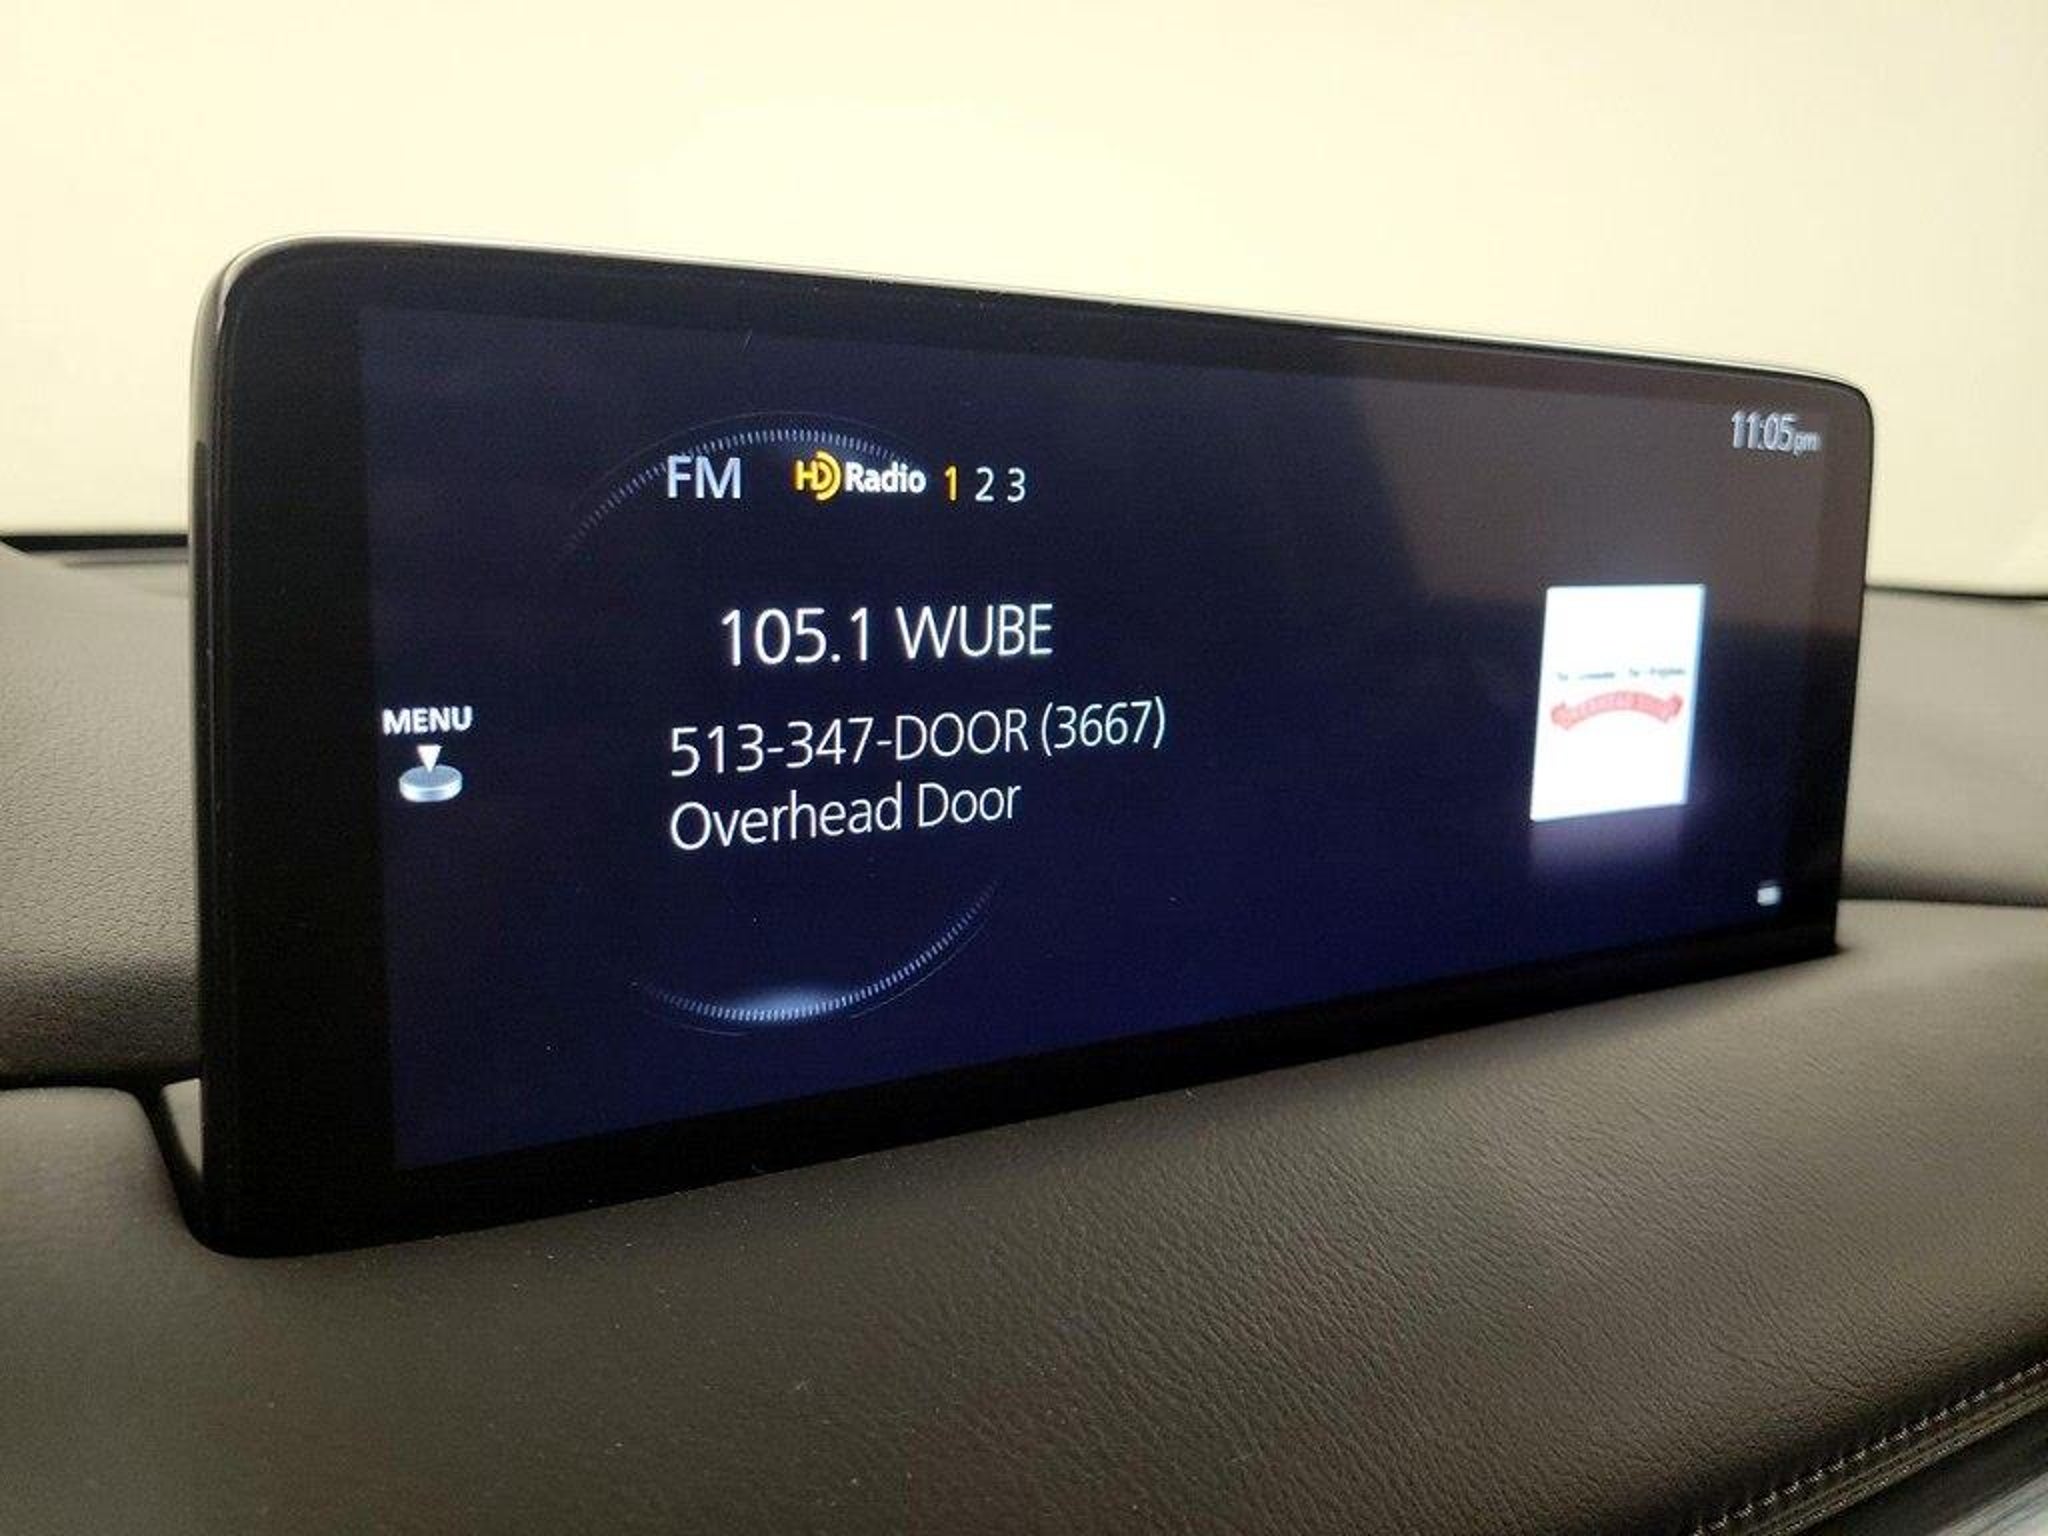 11:05pm
FM HD Radio 1 2 3
105.1 WUBE
MENU
513-347-DOOR (3667)
Overhead Door